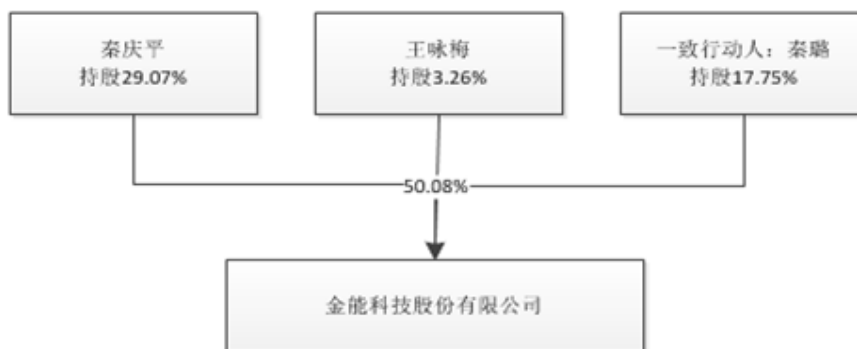 秦庆平
持股29.07%
王咏梅
持股3.26%
一致行动人：秦璐
持股17.75%
50.08%
金能科技股份有限公司